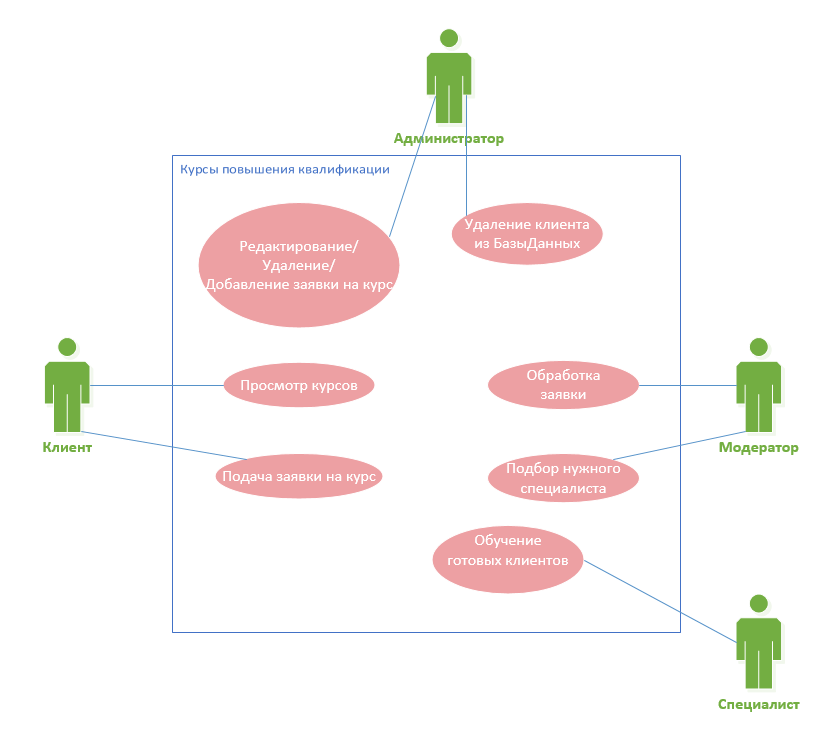 Администратор
Курсы повышения квалификации
Редактирование/
Удаление/
Добавление заявки на курс
Удаление клиента
из БазыДанных
Просмотр курсов
Обработка
заявки
Клиент
Модератор
Подача заявки на курс
Подбор нужного
специалиста
Обучение
готовых клиентов
Специалист